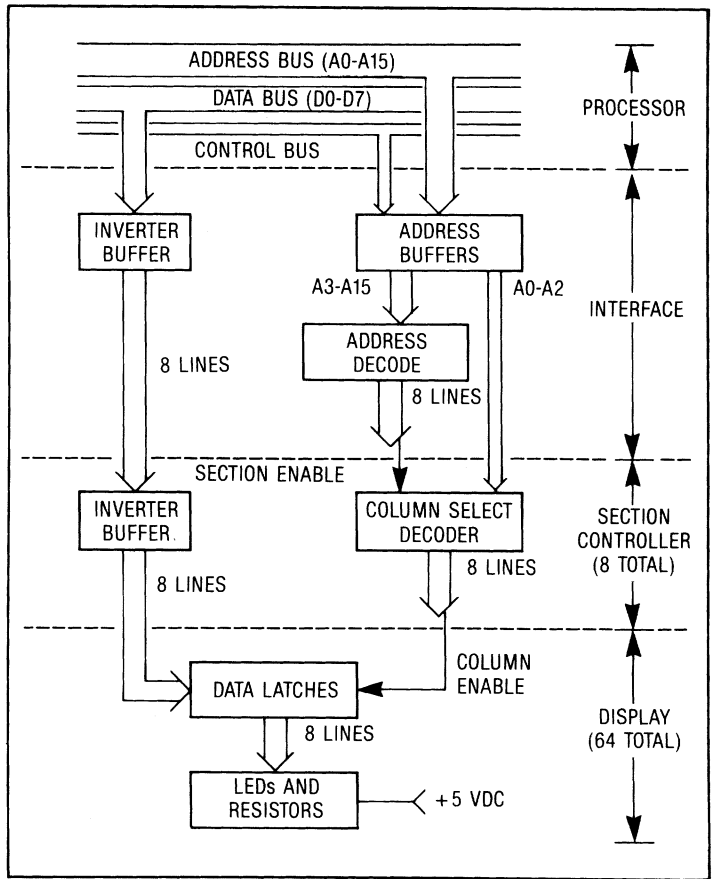 ADDRESS BUS (A0-A15)
DATA BUS (D0-D7)
CONTROL BUS
PROCESSOR
INVERTER
BUFFER
ADDRESS
BUFFERS
A3-A15
A0-A2
INTERFACE
ADDRESS
DECODE
8 LINES
8 LINES
SECTION ENABLE
INVERTER
BUFFER
COLUMN SELECT
DECODER
SECTION
CONTROLLER
(8 TOTAL)
8 LINES
8 LINES
DATA LATCHES
COLUMN
ENABLE
8 LINES
DISPLAY
(64 TOTAL)
LEDs AND
RESISTORS
+5 VDC